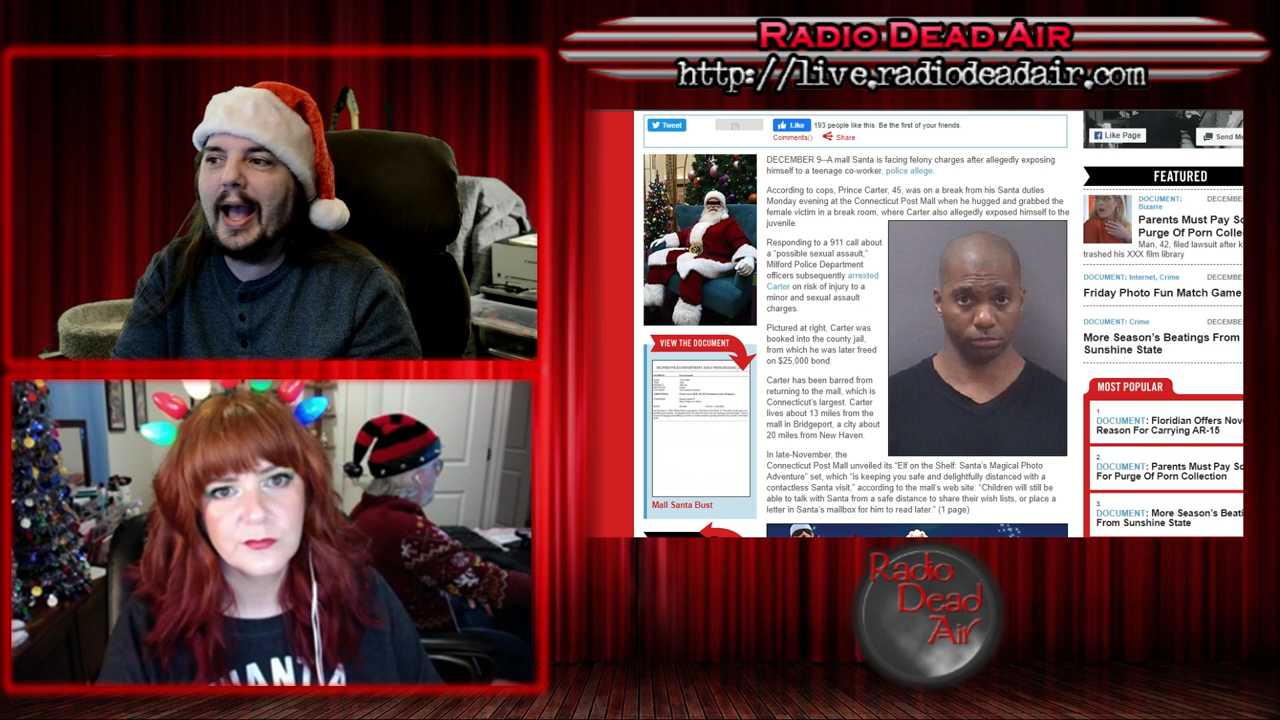 RADIO DEAD AIR
http://live.radiodeadair.com
Tweet
Like
193 people like this. Be the first of your friends.
Comments()
Share
DECEMBER 9--A mall Santa is facing felony charges after allegedly exposing
himself to a teenage co-worker, police allege.
According to cops, Prince Carter, 45, was on a break from his Santa duties
Monday evening at the Connecticut Post Mall when he hugged and grabbed the
female victim in a break room, where Carter also allegedly exposed himself to the
juvenile.
Responding to a 911 call about
a “possible sexual assault,”
Milford Police Department
officers subsequently arrested
Carter on risk of injury to a
minor and sexual assault
charges.
Pictured at right, Carter was
booked into the county jail,
from which he was later freed
on $25,000 bond.
Carter has been barred from
returning to the mall, which is
Connecticut’s largest. Carter
lives about 13 miles from the
mall in Bridgeport, a city about
20 miles from New Haven.
In late-November, the
Connecticut Post Mall unveiled its “Elf on the Shelf: Santa’s Magical Photo
Adventure” set, which “is keeping you safe and delightfully distanced with a
contactless Santa visit,” according to the mall’s web site. “Children will still be
able to talk with Santa from a safe distance to share their wish lists, or place a
letter in Santa’s mailbox for him to read later.” (1 page)
VIEW THE DOCUMENT
Mall Santa Bust
Like Page
Send Me
FEATURED
DOCUMENT:
Bizarre
DECEMBE
Parents Must Pay
Purge Of Porn
Man, 42, filed lawsuit after
trashed his XXX film library
DOCUMENT: Internet, Crime
DECEMBE
Friday Photo Fun Match Game
DOCUMENT: Crime
DECEMBE
More Season's Beatings From
Sunshine State
MOST POPULAR
1.
DOCUMENT: Floridian Offers
Reason For Carrying AR-15
2.
DOCUMENT: Parents Must Pay
For Purge Of Porn Collection
3.
DOCUMENT: More Season's
From Sunshine State
Radio
Dead
Air